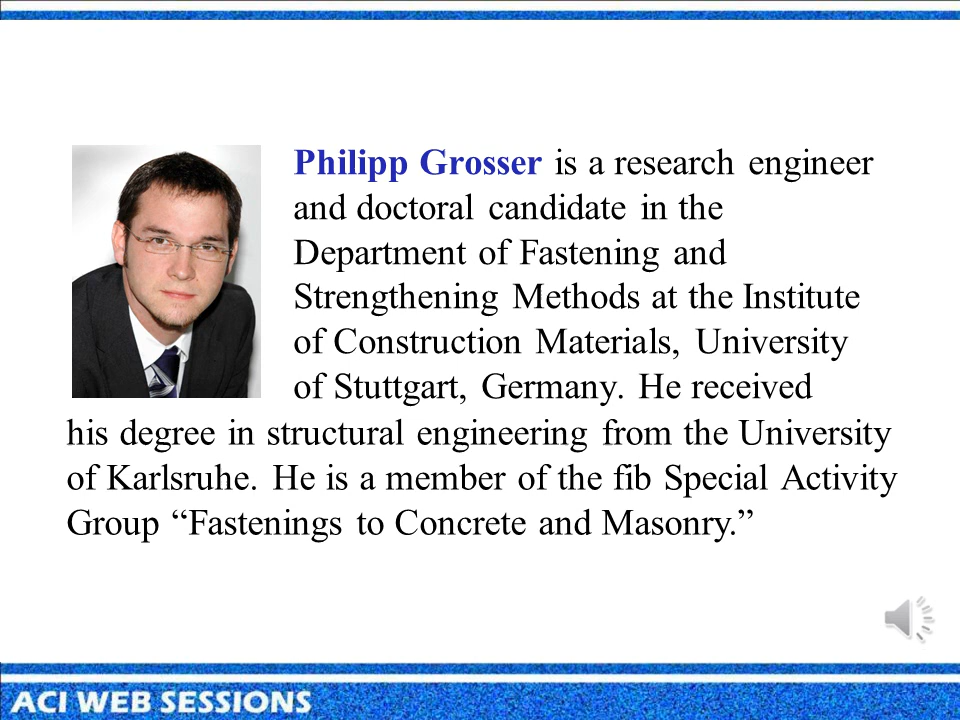 Philipp Grosser is a research engineer
and doctoral candidate in the
Department of Fastening and
Strengthening Methods at the Institute
of Construction Materials, University
of Stuttgart, Germany. He received
his degree in structural engineering from the University
of Karlsruhe. He is a member of the fib Special Activity
Group “Fastenings to Concrete and Masonry.”
ACI WEB SESSIONS